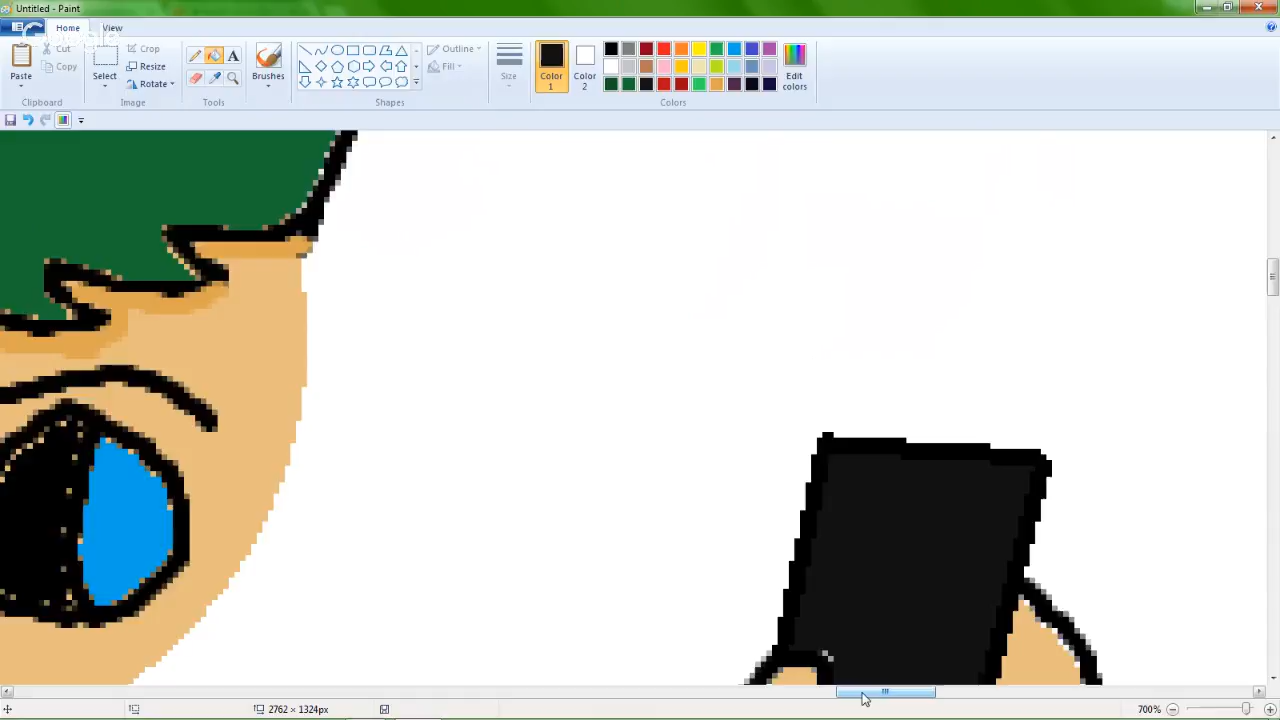 Untitled - Paint
Home View
Paste
Cut
Copy
Clipboard
Select
Crop
Resize
Rotate
Image
Tools
Brushes
Outline
Fill
Shapes
Size
Color 1
Color 2
Edit colors
Colors
2762 × 1324px
700%